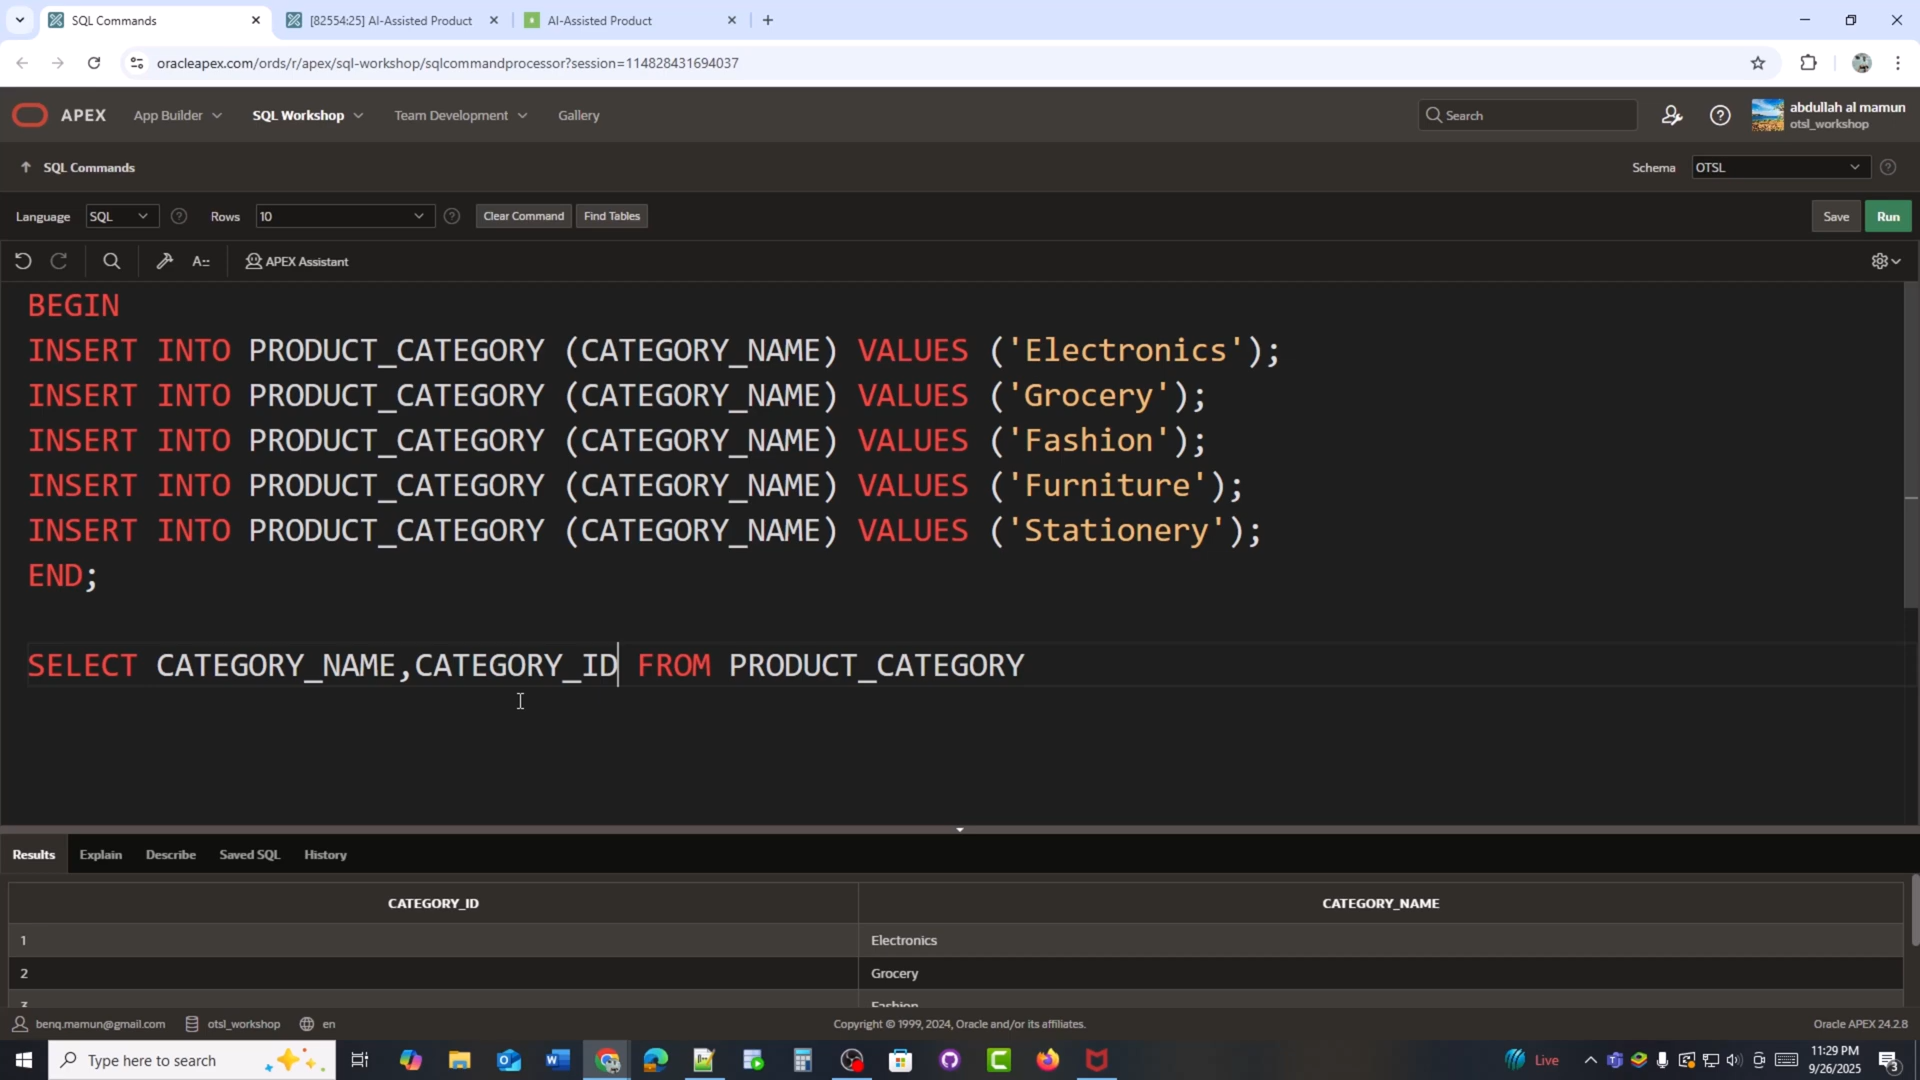 SQL Commands
[82554:25] AI-Assisted Product
AI-Assisted Product
oracleapex.com/ords/r/apex/sql-workshop/sqlcommandprocessor?session=114828431694037
APEX App Builder SQL Workshop Team Development Gallery Search abdullah al mamun
otsl_workshop
SQL Commands Schema OTSL
Language SQL Rows 10 Clear Command Find Tables Save Run
APEX Assistant
BEGIN
INSERT INTO PRODUCT_CATEGORY (CATEGORY_NAME) VALUES ('Electronics');
INSERT INTO PRODUCT_CATEGORY (CATEGORY_NAME) VALUES ('Grocery');
INSERT INTO PRODUCT_CATEGORY (CATEGORY_NAME) VALUES ('Fashion');
INSERT INTO PRODUCT_CATEGORY (CATEGORY_NAME) VALUES ('Furniture');
INSERT INTO PRODUCT_CATEGORY (CATEGORY_NAME) VALUES ('Stationery');
END;
SELECT CATEGORY_NAME,CATEGORY_ID FROM PRODUCT_CATEGORY
Results Explain Describe Saved SQL History
CATEGORY_ID CATEGORY_NAME
1 Electronics
2 Grocery
3 Fashion
benq.mamun@gmail.com otsl_workshop en Copyright © 1999, 2024, Oracle and/or its affiliates. Oracle APEX 24.2.8
Type here to search Live 11:29 PM
9/26/2025
3